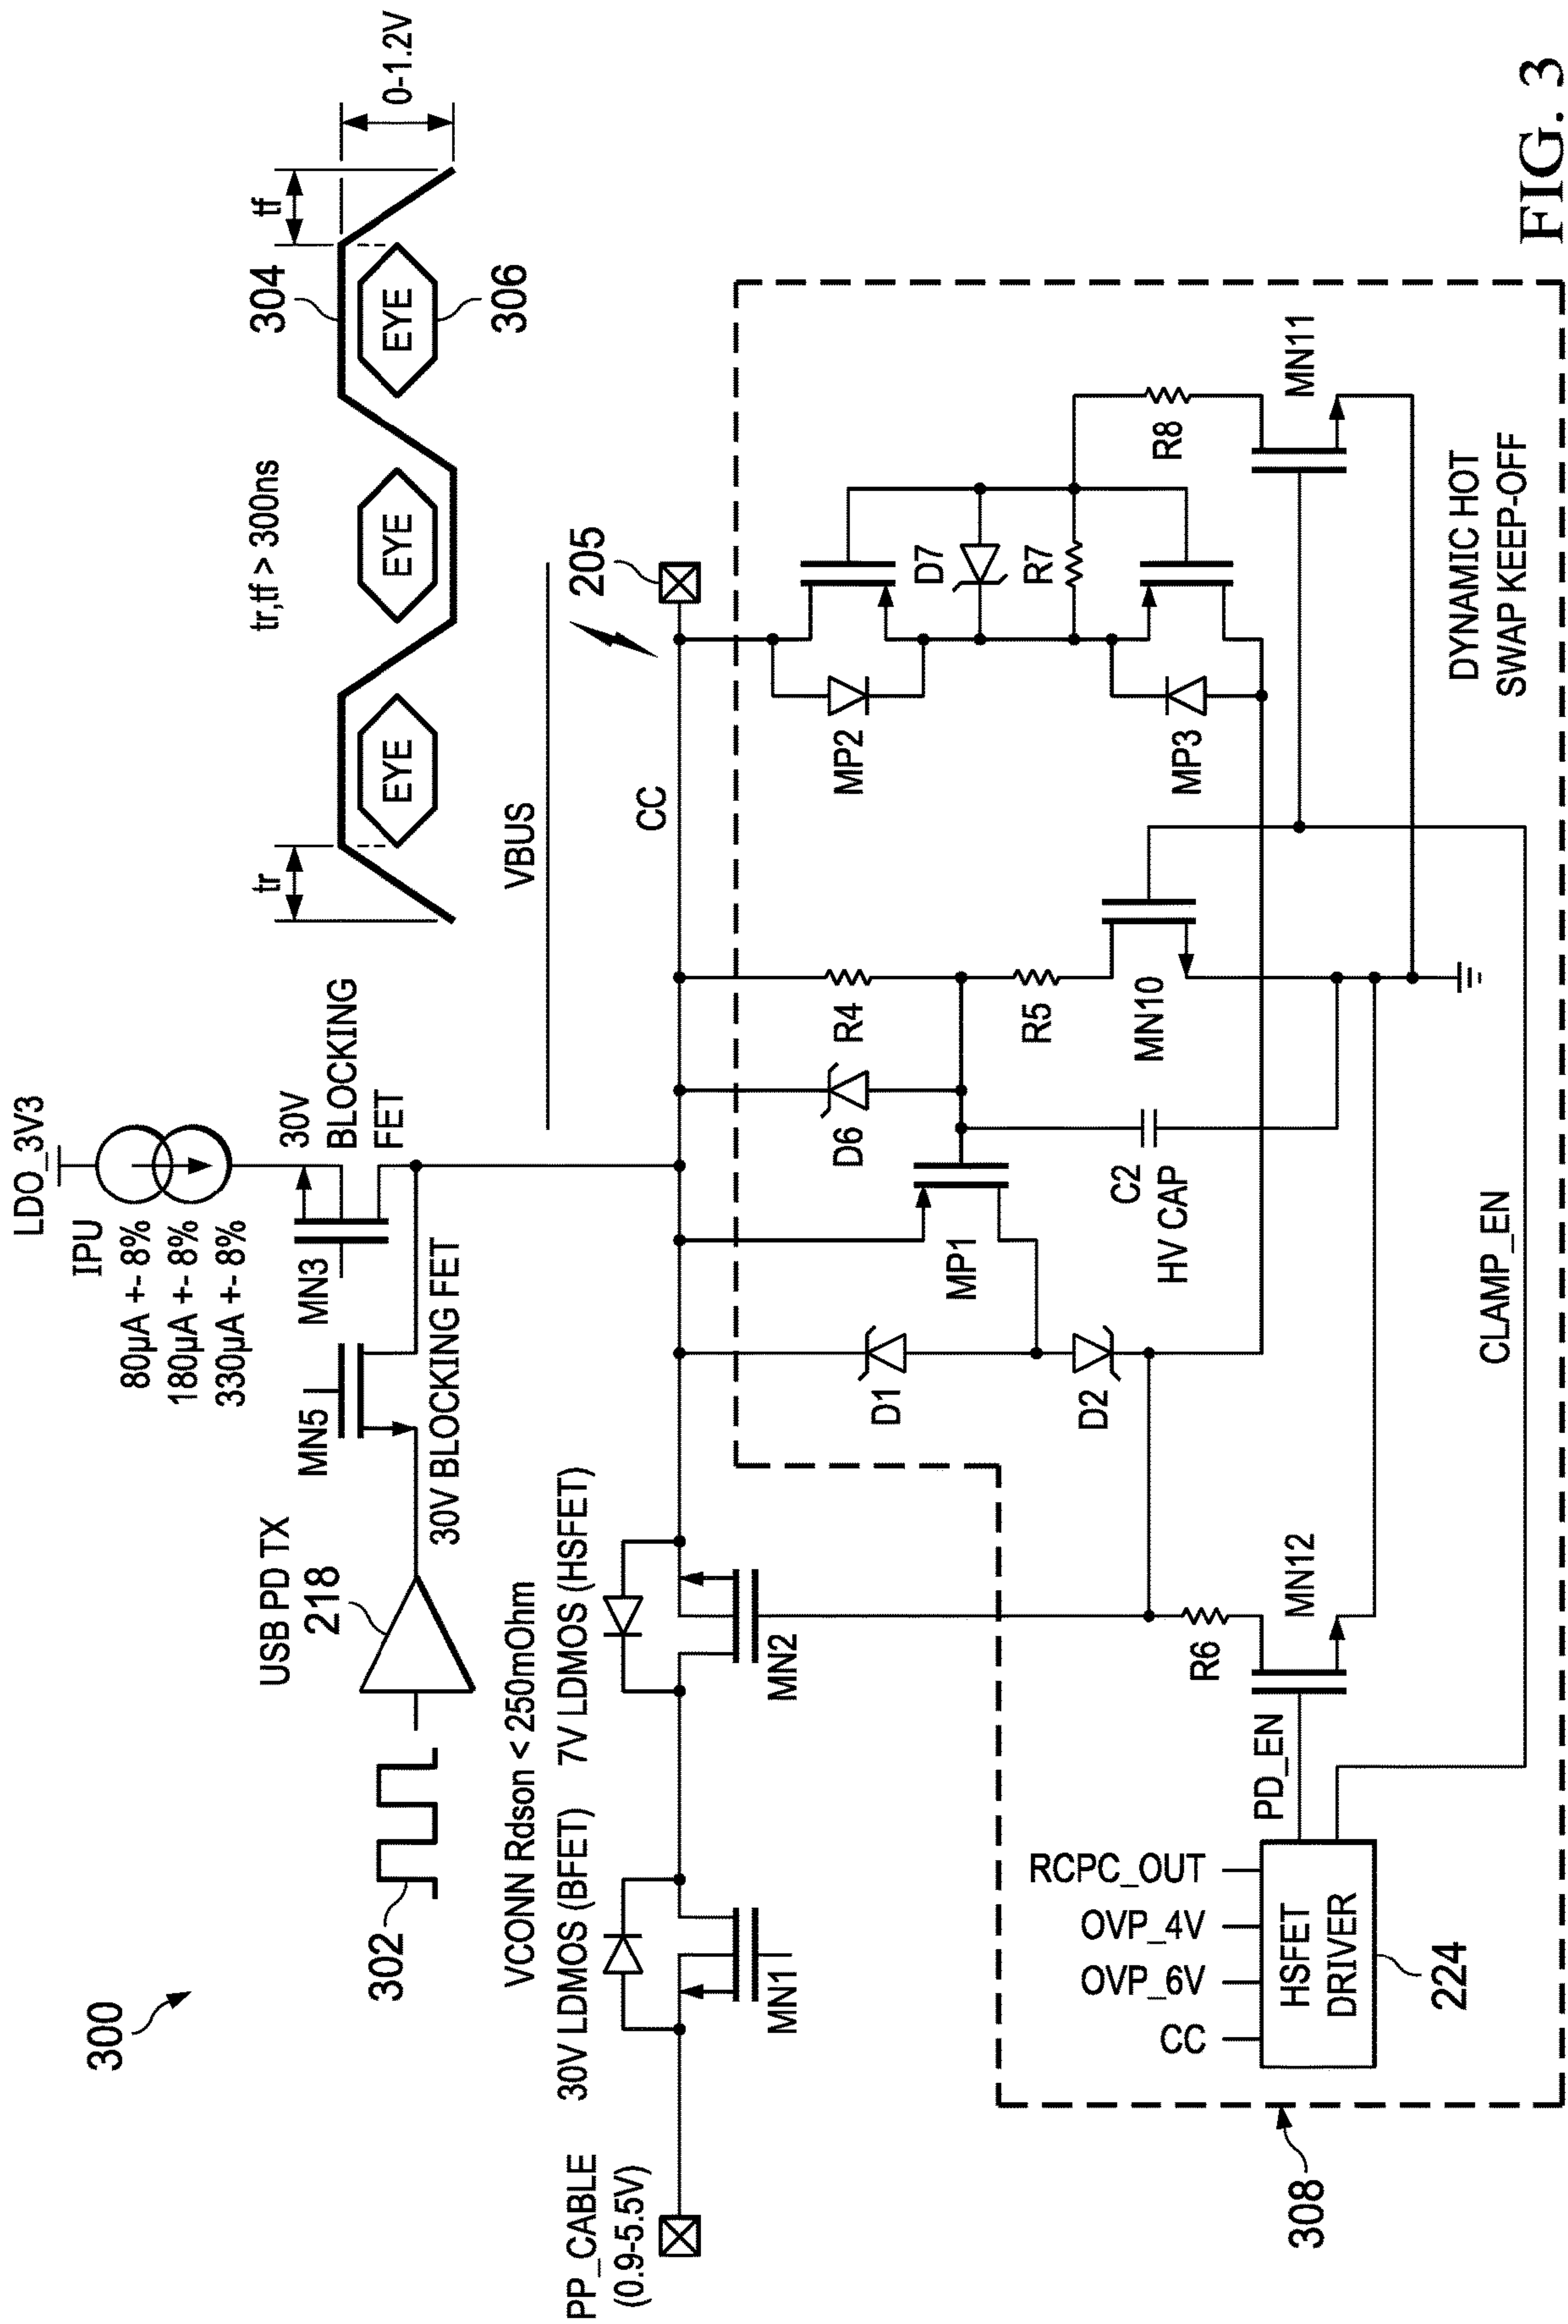 300
302
USB PD TX
218
LDO_3V3
IPU
80µA +- 8%
180µA +- 8%
330µA +- 8%
MN3
30V
BLOCKING
FET
MN5
30V BLOCKING FET
tr
tr,tf > 300ns
304
tf
0-1.2V
EYE
EYE
EYE
306
VBUS
205
CC
VCONN Rdson < 250mOhm
30V LDMOS (BFET)
7V LDMOS (HSFET)
PP_CABLE
(0.9-5.5V)
MN1
MN2
D1
D2
MP1
D6
R4
R5
C2
HV CAP
MN10
MP2
MP3
D7
R7
R8
MN11
R6
MN12
PD_EN
RCPC_OUT
OVP_4V
OVP_6V
CC
HSFET
DRIVER
224
CLAMP_EN
DYNAMIC HOT
SWAP KEEP-OFF
308
FIG. 3